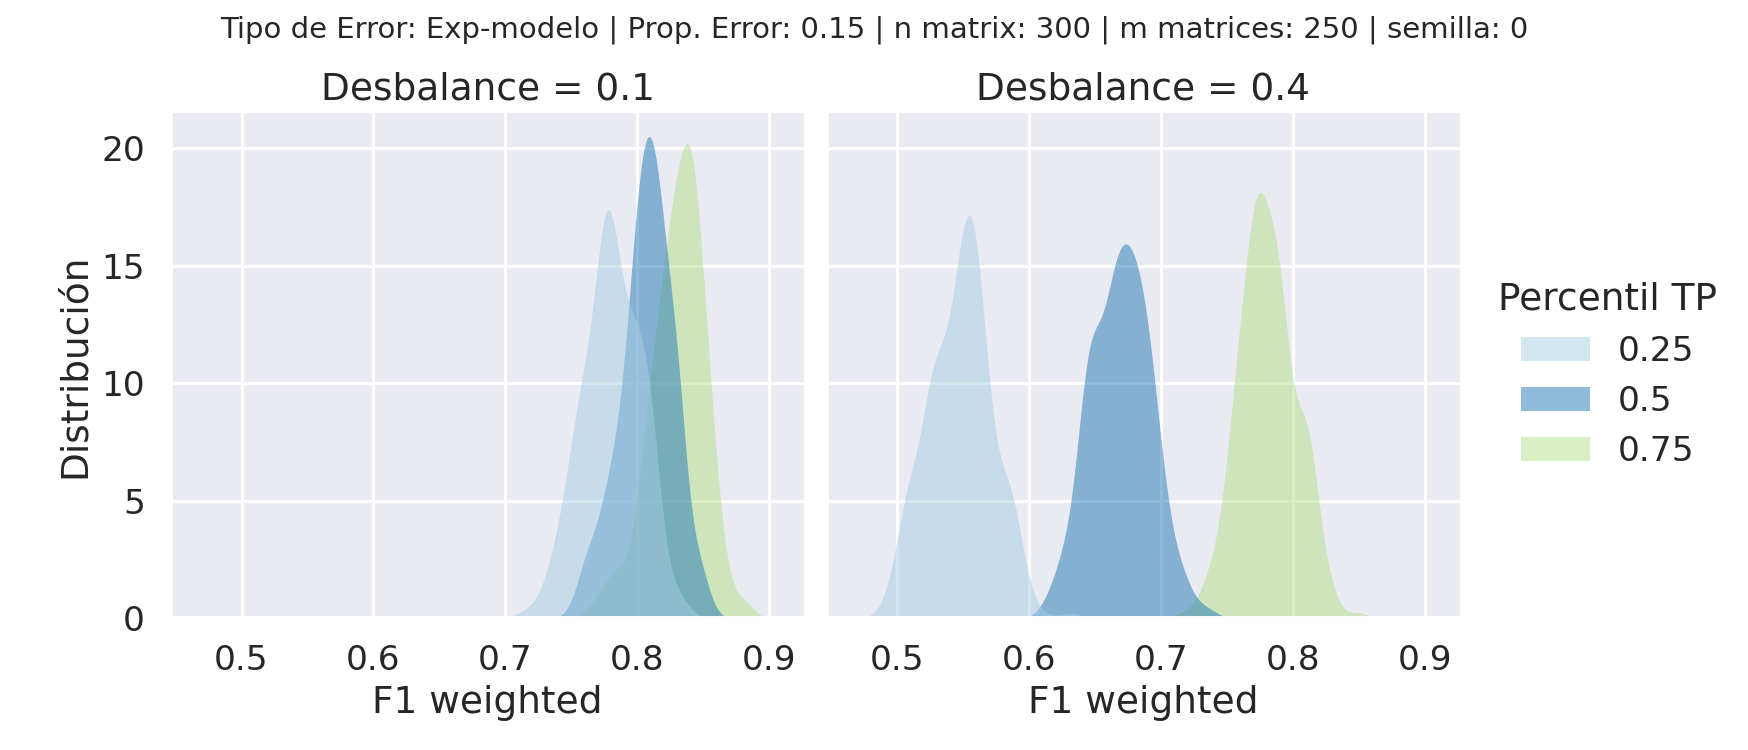 Tipo de Error: Exp-modelo | Prop. Error: 0.15 | n matrix: 300 | m matrices: 250 | semilla: 0
Desbalance = 0.1
Desbalance = 0.4
20
15
10
5
0
Distribución
0.5 0.6 0.7 0.8 0.9
0.5 0.6 0.7 0.8 0.9
F1 weighted
F1 weighted
Percentil TP
0.25
0.5
0.75